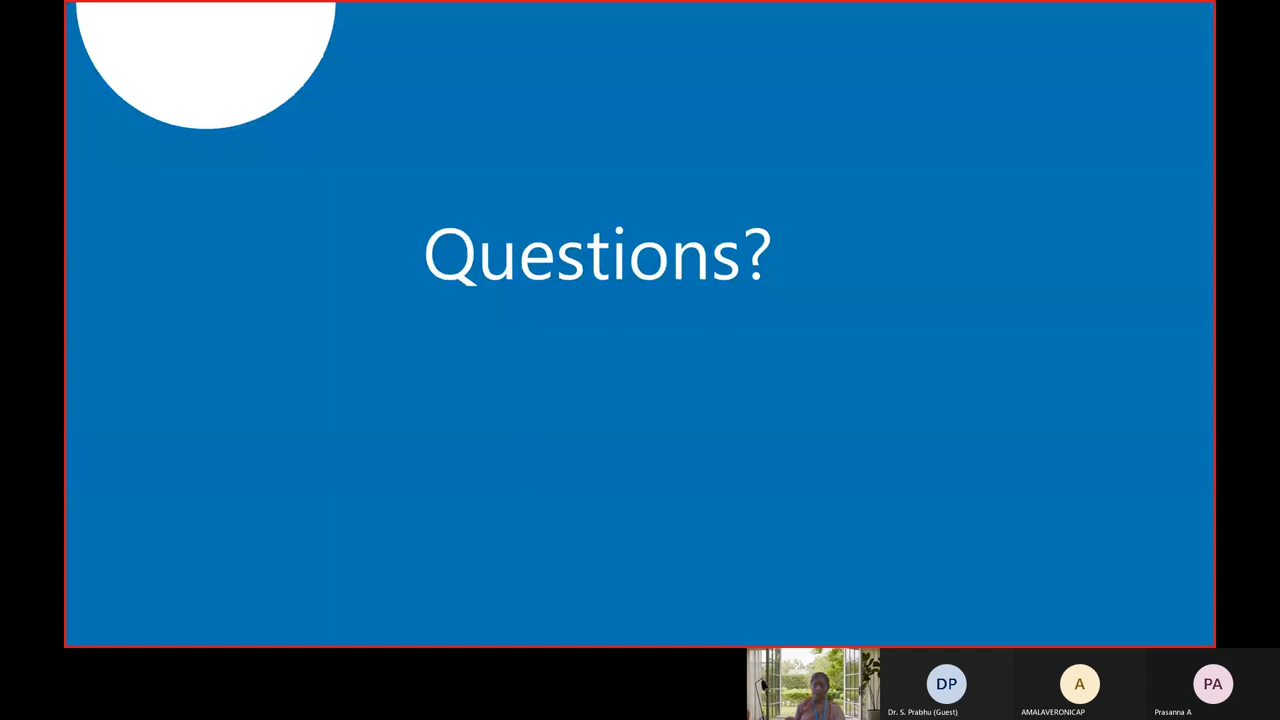 Questions?
DP
A
PA
Dr. S. Prabhu (Guest)
AMALAVERONICAP
Prasanna A